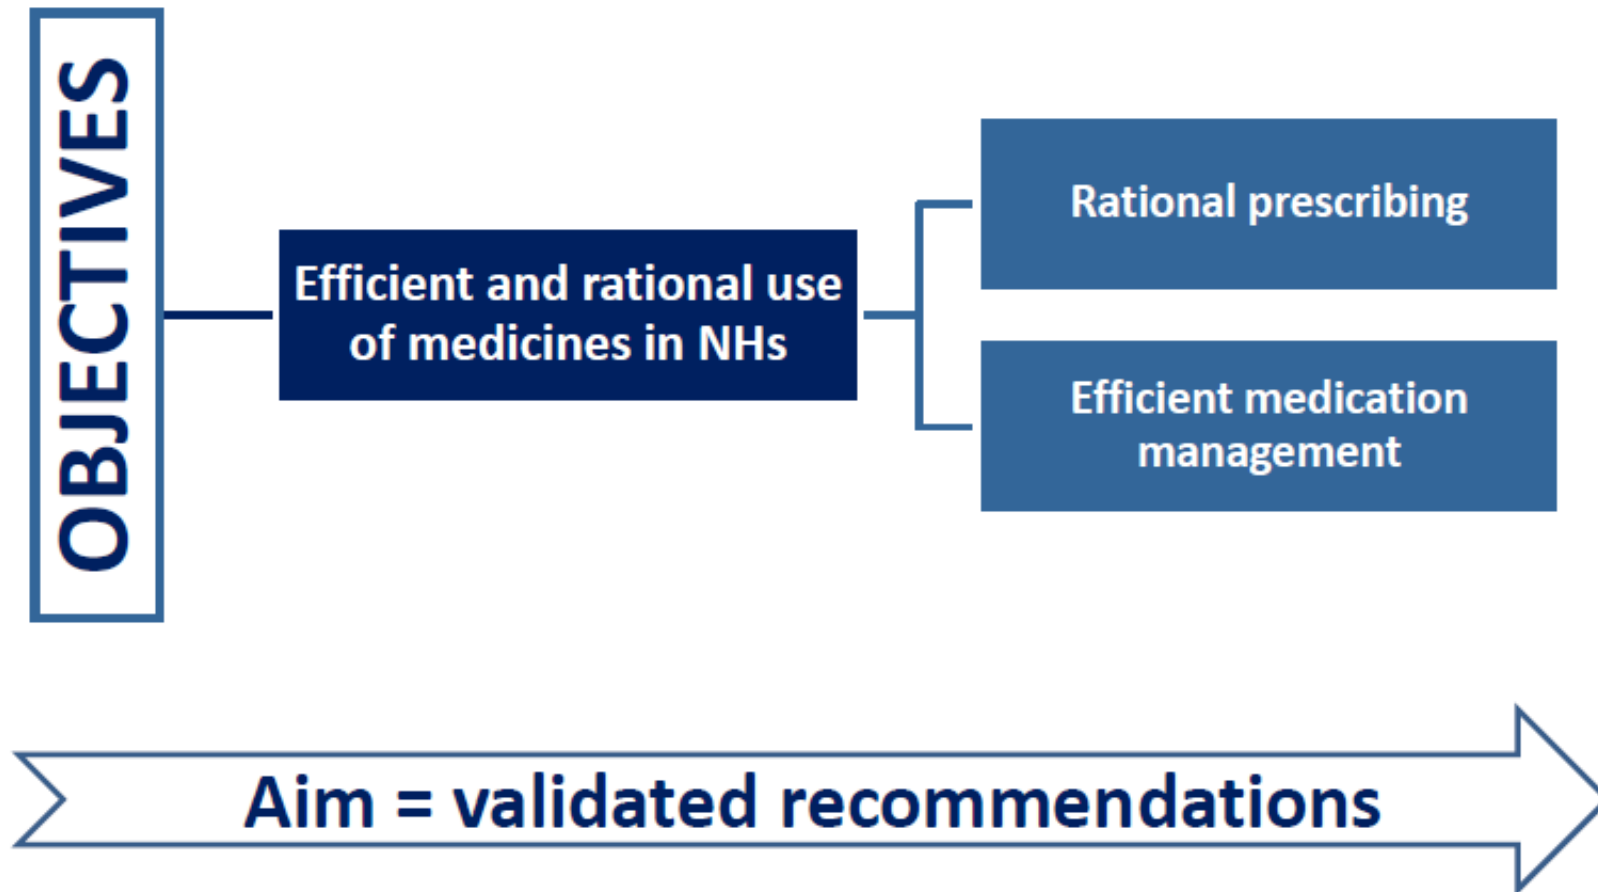 OBJECTIVES
Efficient and rational use
of medicines in NHs
Rational prescribing
Efficient medication
management
Aim = validated recommendations